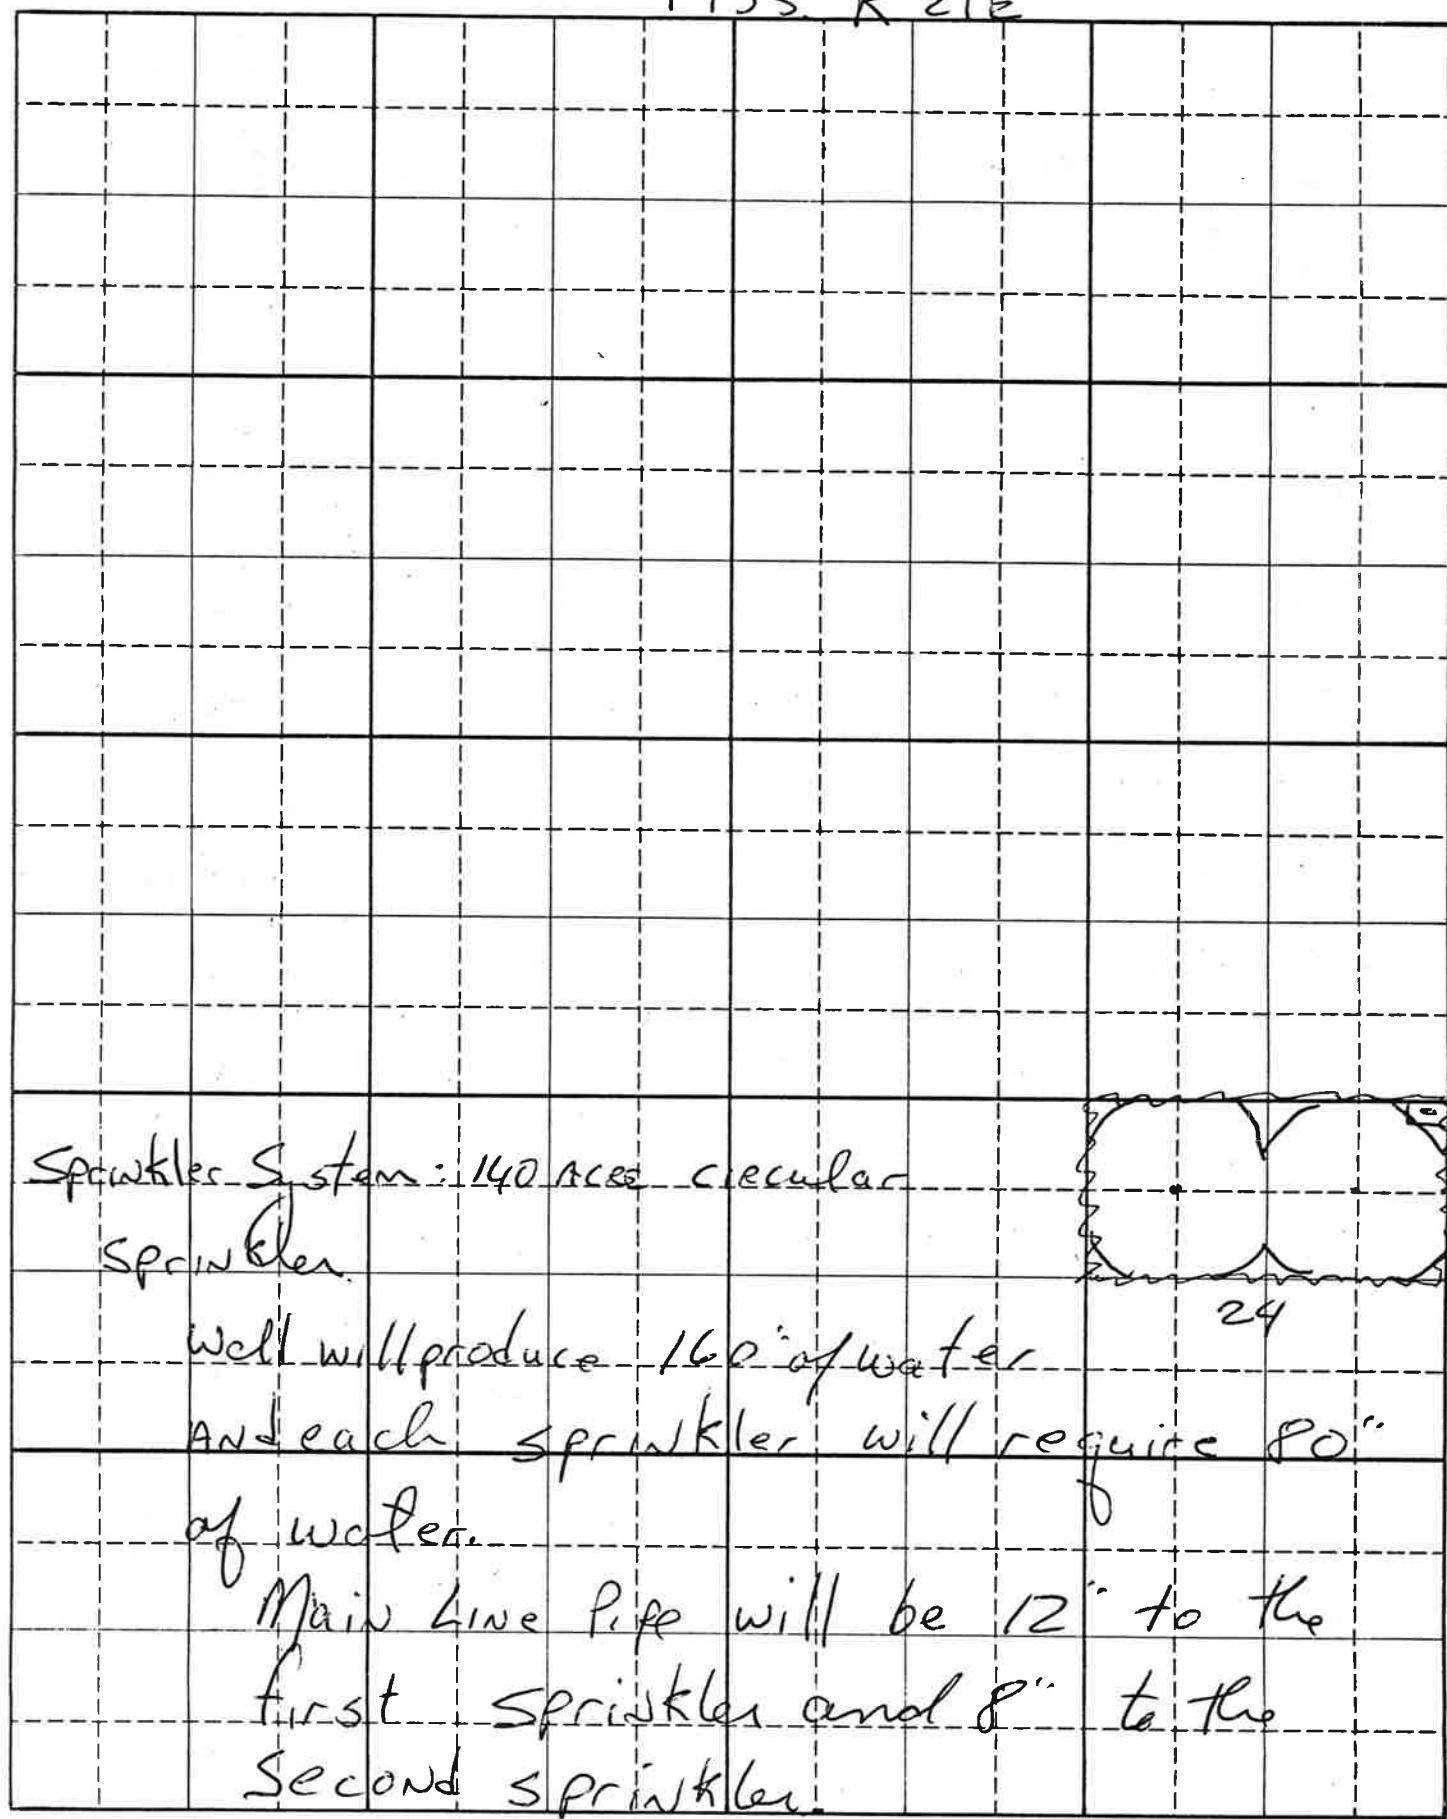 R 21E
Sprinkler System: 140 Acre Circular
sprinkler.
24
Well will produce 160" of water
And each sprinkler will require 80"
of water.
Main Line Pipe will be 12" to the
first sprinkler and 8" to the
second sprinkler.